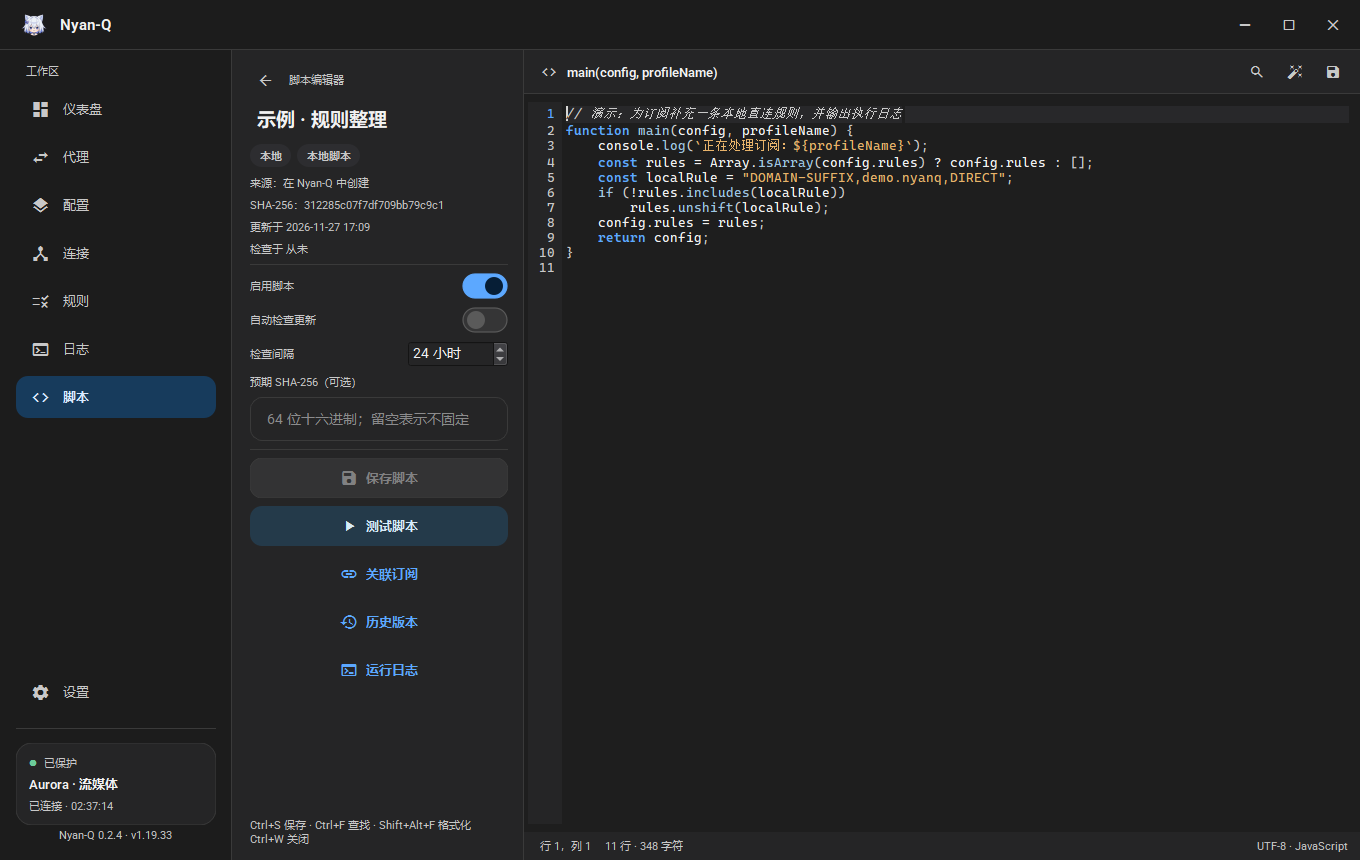 Nyan-Q
工作区
仪表盘
代理
配置
连接
规则
日志
脚本
设置
已保护
Aurora · 流媒体
已连接 · 02:37:14
Nyan-Q 0.2.4 · v1.19.33
脚本编辑器
示例 · 规则整理
本地 本地脚本
来源：在 Nyan-Q 中创建
SHA-256：312285c07f7df709bb79c9c1
更新于 2026-11-27 17:09
检查于 从未
启用脚本
自动检查更新
检查间隔 24 小时
预期 SHA-256（可选）
64 位十六进制；留空表示不固定
保存脚本
测试脚本
关联订阅
历史版本
运行日志
Ctrl+S 保存 · Ctrl+F 查找 · Shift+Alt+F 格式化
Ctrl+W 关闭
main(config, profileName)
1 // 演示：为订阅补充一条本地直连规则，并输出执行日志
2 function main(config, profileName) {
3     console.log(`正在处理订阅：${profileName}`);
4     const rules = Array.isArray(config.rules) ? config.rules : [];
5     const localRule = "DOMAIN-SUFFIX,demo.nyanq,DIRECT";
6     if (!rules.includes(localRule))
7         rules.unshift(localRule);
8     config.rules = rules;
9     return config;
10 }
11
行 1，列 1 11 行 · 348 字符
UTF-8 · JavaScript